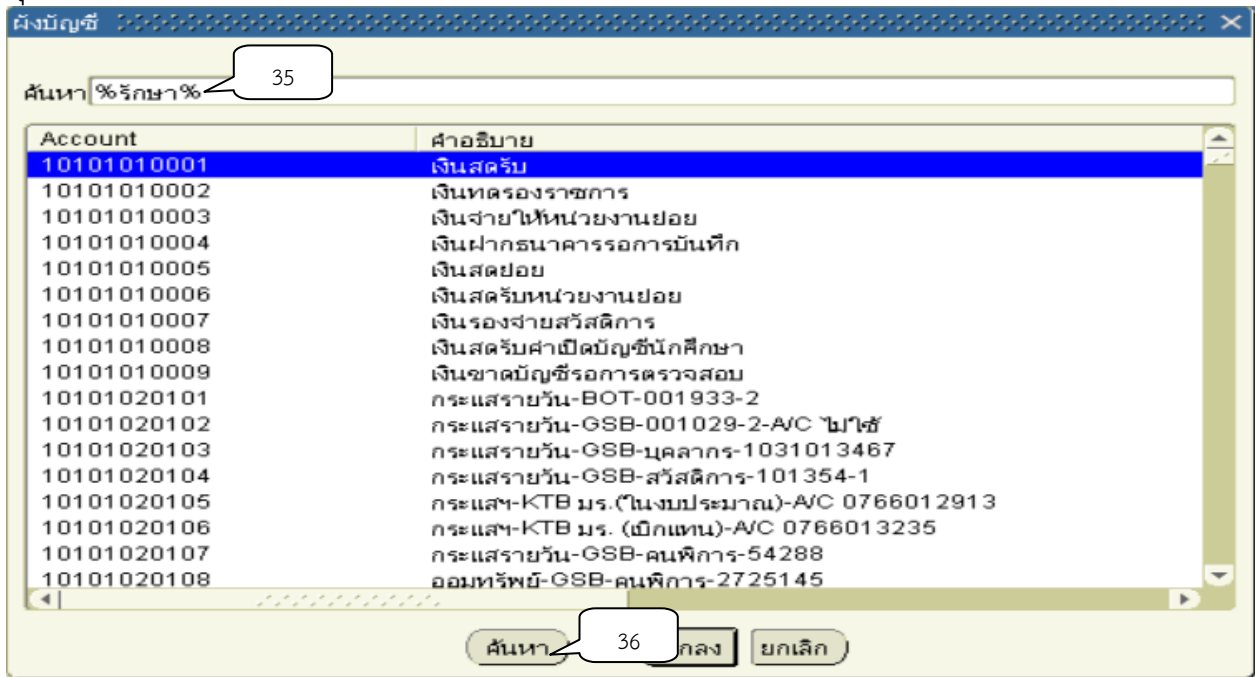 ผังบัญชี
ค้นหา %รักษา%
35
Account คำอธิบาย
10101010001 เงินสดรับ
10101010002 เงินทดรองราชการ
10101010003 เงินจ่ายให้หน่วยงานย่อย
10101010004 เงินฝากธนาคารรอการบันทึก
10101010005 เงินสดย่อย
10101010006 เงินสดรับหน่วยงานย่อย
10101010007 เงินรองจ่ายสวัสดิการ
10101010008 เงินสดรับค่าเปิดบัญชีนักศึกษา
10101010009 เงินขาดบัญชีรอการตรวจสอบ
10101020101 กระแสรายวัน-BOT-001933-2
10101020102 กระแสรายวัน-GSB-001029-2-A/C ไม่ใช้
10101020103 กระแสรายวัน-GSB-บุคลากร-1031013467
10101020104 กระแสรายวัน-GSB-สวัสดิการ-101354-1
10101020105 กระแสฯ-KTB มร.(ในงบประมาณ)-A/C 0766012913
10101020106 กระแสฯ-KTB มร. (เบิกแทน)-A/C 0766013235
10101020107 กระแสรายวัน-GSB-คนพิการ-54288
10101020108 ออมทรัพย์-GSB-คนพิการ-2725145
ค้นหา 36 กลง ยกเลิก